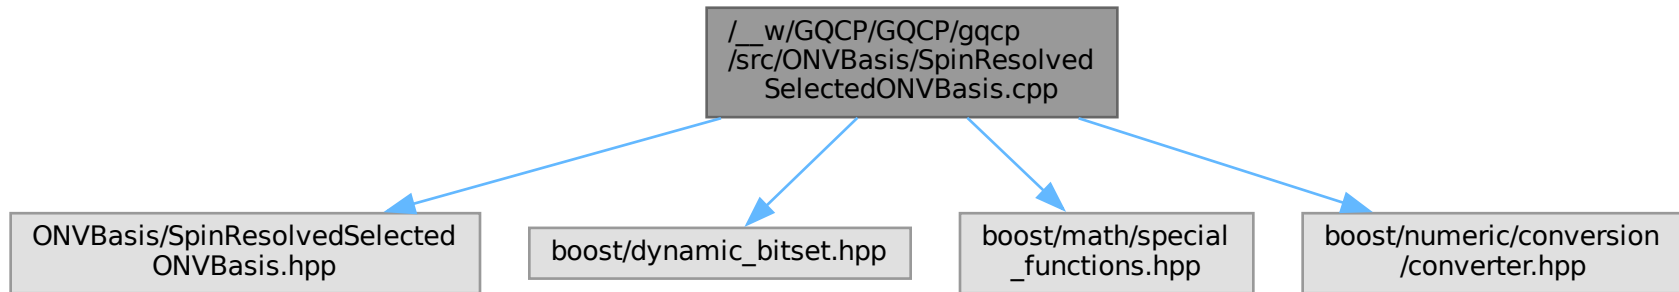 /__w/GQCP/GQCP/gqcp
/src/ONVBasis/SpinResolved
SelectedONVBasis.cpp
ONVBasis/SpinResolvedSelected
ONVBasis.hpp
boost/dynamic_bitset.hpp
boost/math/special
_functions.hpp
boost/numeric/conversion
/converter.hpp